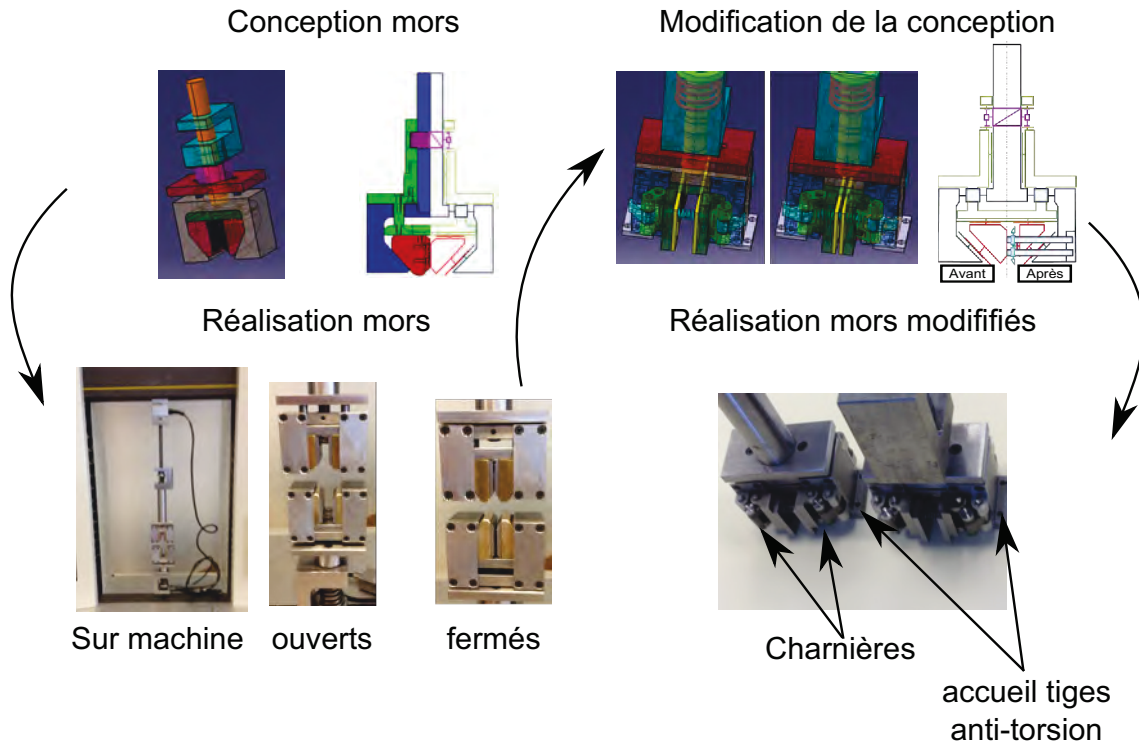 Conception mors
Modification de la conception
Avant
Après
Réalisation mors
Réalisation mors modififiés
Sur machine
ouverts
fermés
Charnières
accueil tiges
anti-torsion